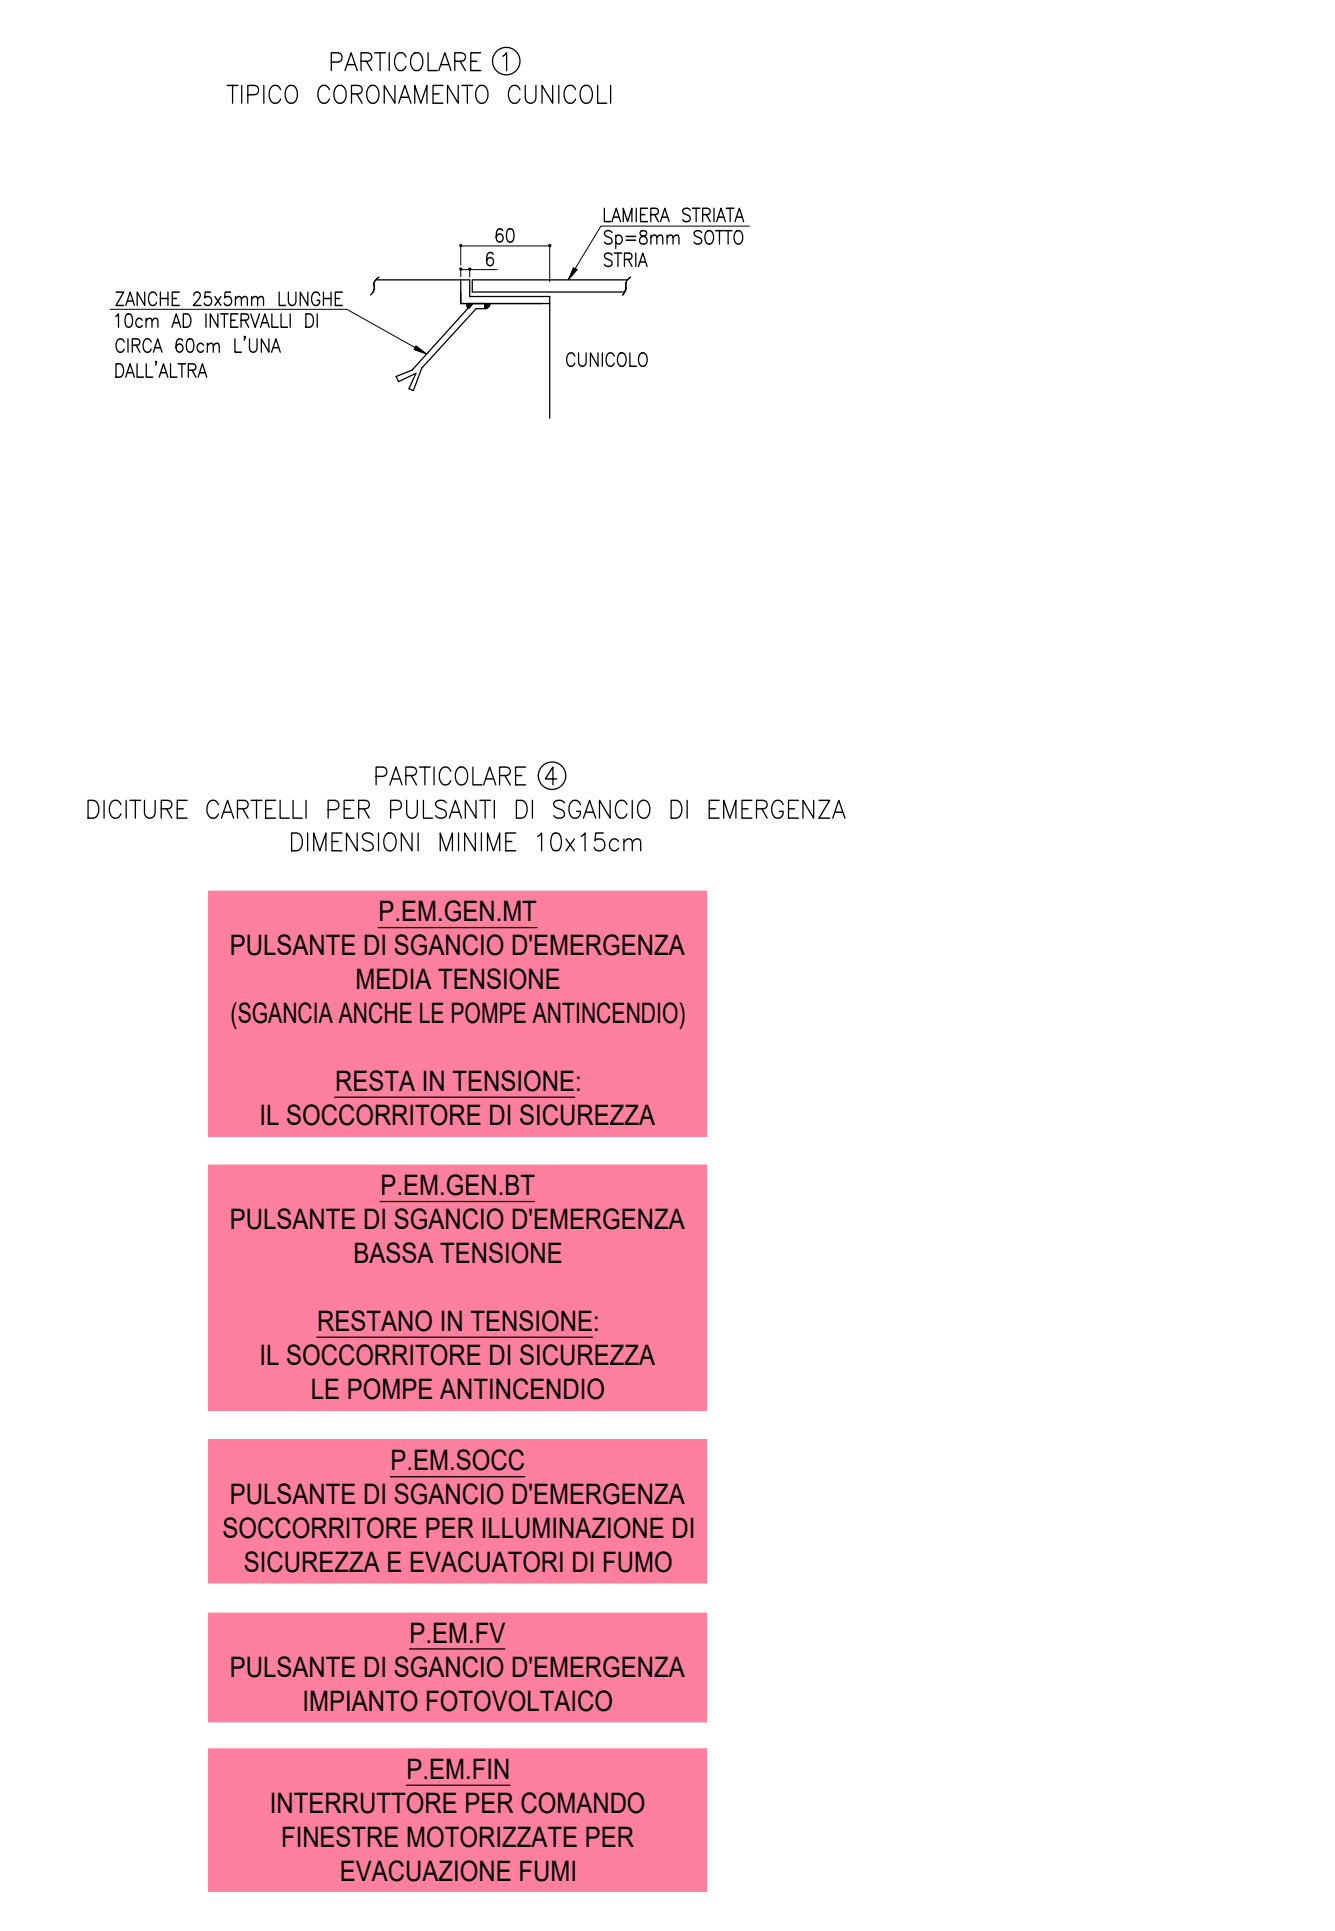 PARTICOLARE 1
TIPICO CORONAMENTO CUNICOLI
LAMIERA STRIATA
Sp=8mm SOTTO
STRIA
60
6
ZANCHE 25x5mm LUNGHE
10cm AD INTERVALLI DI
CIRCA 60cm L'UNA
DALL'ALTRA
CUNICOLO
PARTICOLARE 4
DICITURE CARTELLI PER PULSANTI DI SGANCIO DI EMERGENZA
DIMENSIONI MINIME 10x15cm
P.EM.GEN.MT
PULSANTE DI SGANCIO D'EMERGENZA
MEDIA TENSIONE
(SGANCIA ANCHE LE POMPE ANTINCENDIO)
RESTA IN TENSIONE:
IL SOCCORRITORE DI SICUREZZA
P.EM.GEN.BT
PULSANTE DI SGANCIO D'EMERGENZA
BASSA TENSIONE
RESTANO IN TENSIONE:
IL SOCCORRITORE DI SICUREZZA
LE POMPE ANTINCENDIO
P.EM.SOCC
PULSANTE DI SGANCIO D'EMERGENZA
SOCCORRITORE PER ILLUMINAZIONE DI
SICUREZZA E EVACUATORI DI FUMO
P.EM.FV
PULSANTE DI SGANCIO D'EMERGENZA
IMPIANTO FOTOVOLTAICO
P.EM.FIN
INTERRUTTORE PER COMANDO
FINESTRE MOTORIZZATE PER
EVACUAZIONE FUMI